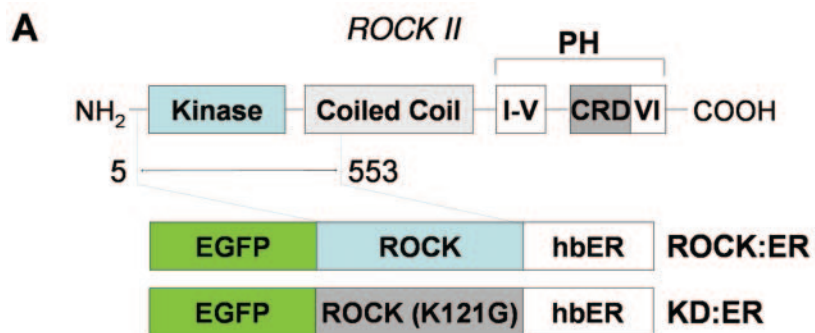 A
ROCK II
PH
NH2 Kinase Coiled Coil I-V CRD VI COOH
5 553
EGFP ROCK hbER ROCK:ER
EGFP ROCK (K121G) hbER KD:ER